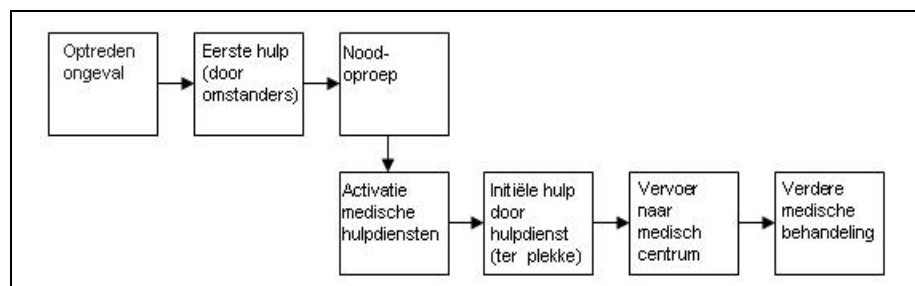 Optreden
ongeval
Eerste hulp
(door
omstanders)
Nood-
oproep
Activatie
medische
hulpdiensten
Initiële hulp
door
hulpdienst
(ter plekke)
Vervoer
naar
medisch
centrum
Verdere
medische
behandeling